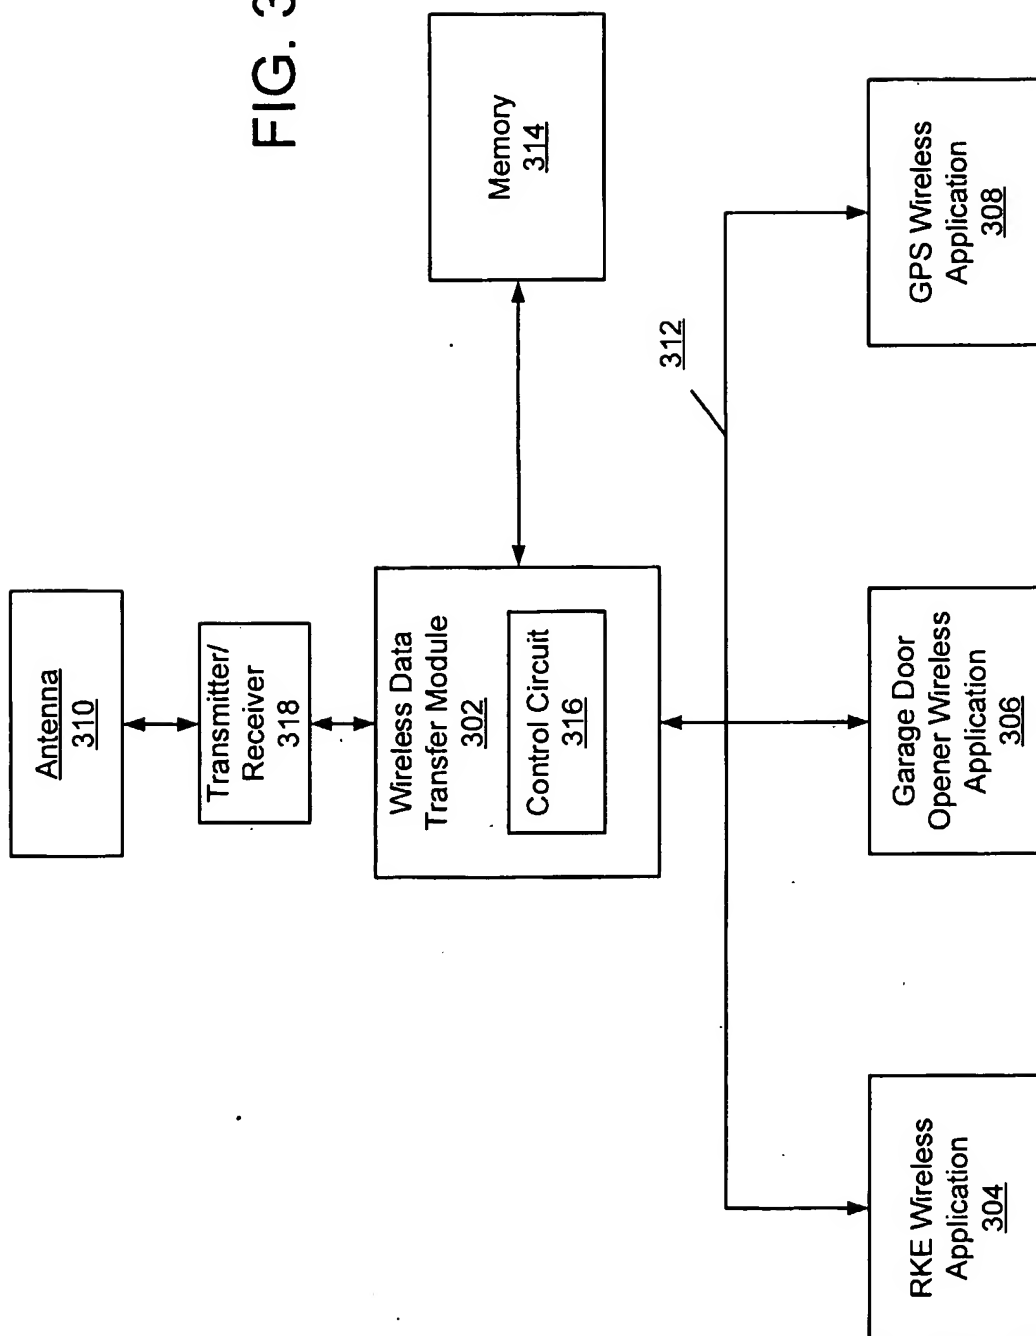 FIG. 3
Antenna
310
Transmitter/
Receiver
318
Wireless Data
Transfer Module
302
Control Circuit
316
Memory
314
312
RKE Wireless
Application
304
Garage Door
Opener Wireless
Application
306
GPS Wireless
Application
308